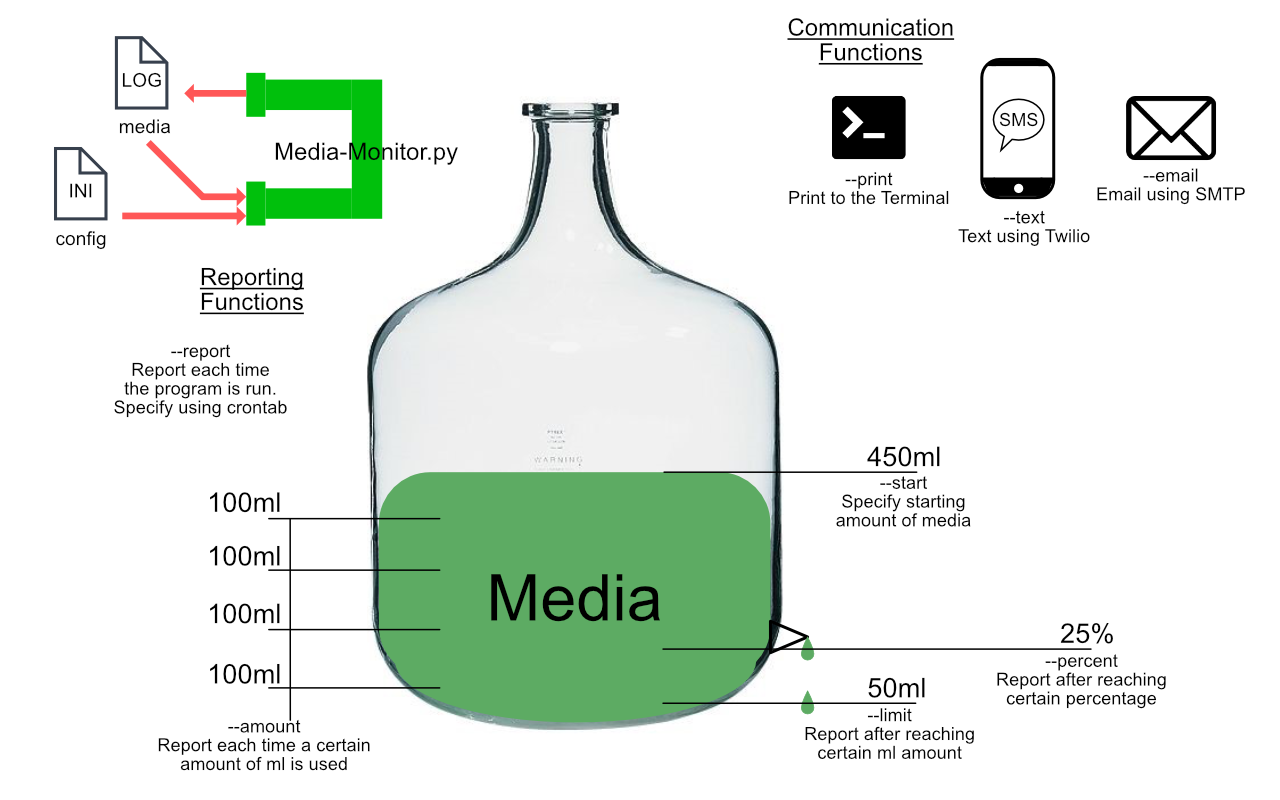 LOG
media
INI
config
Media-Monitor.py
Communication
Functions
--print
Print to the Terminal
SMS
--text
Text using Twilio
--email
Email using SMTP
Reporting
Functions
--report
Report each time
the program is run.
Specify using crontab
WARNING
450ml
--start
Specify starting
amount of media
100ml
100ml
100ml
100ml
--amount
Report each time a certain
amount of ml is used
Media
25%
--percent
Report after reaching
certain percentage
50ml
--limit
Report after reaching
certain ml amount